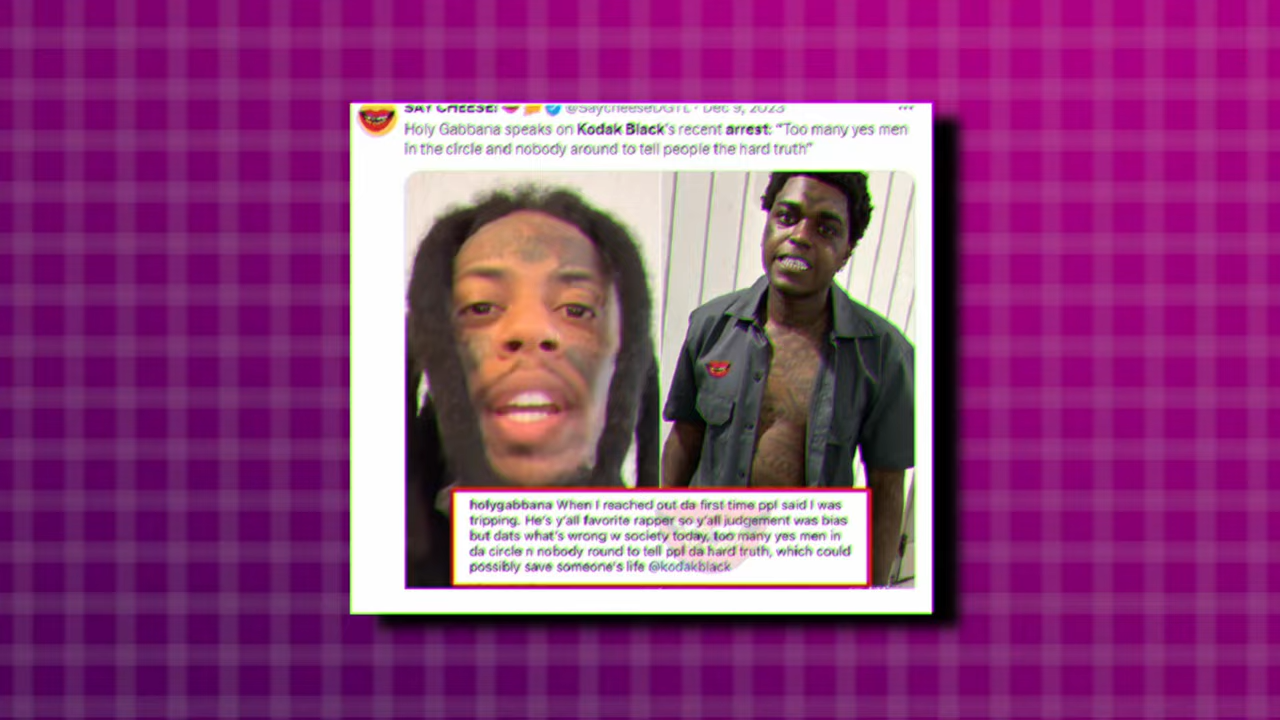 SAY CHEESE! @SaycheeseDGTL · Dec 9, 2023
Holy Gabbana speaks on Kodak Black's recent arrest: "Too many yes men
in the circle and nobody around to tell people the hard truth"
holygabbana When I reached out da first time ppl said I was
tripping. He's y'all favorite rapper so y'all judgement was bias
but dats what's wrong w society today, too many yes men in
da circle n nobody round to tell ppl da hard truth, which could
possibly save someone's life @kodakblack